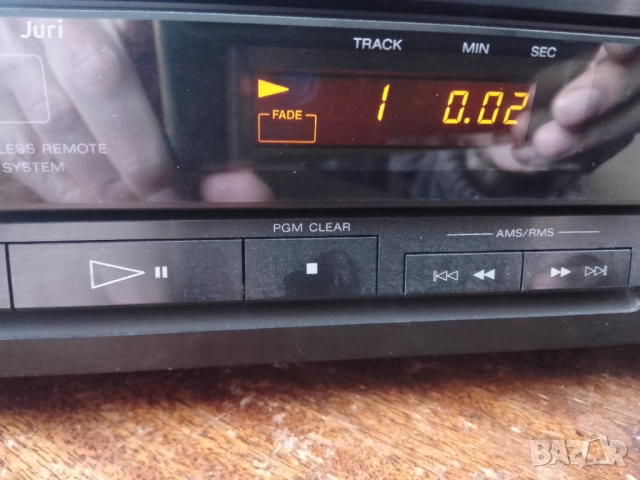 Juri
TRACK MIN SEC
1 0.02
FADE
LESS REMOTE
SYSTEM
PGM CLEAR
AMS/RMS
BAZAR